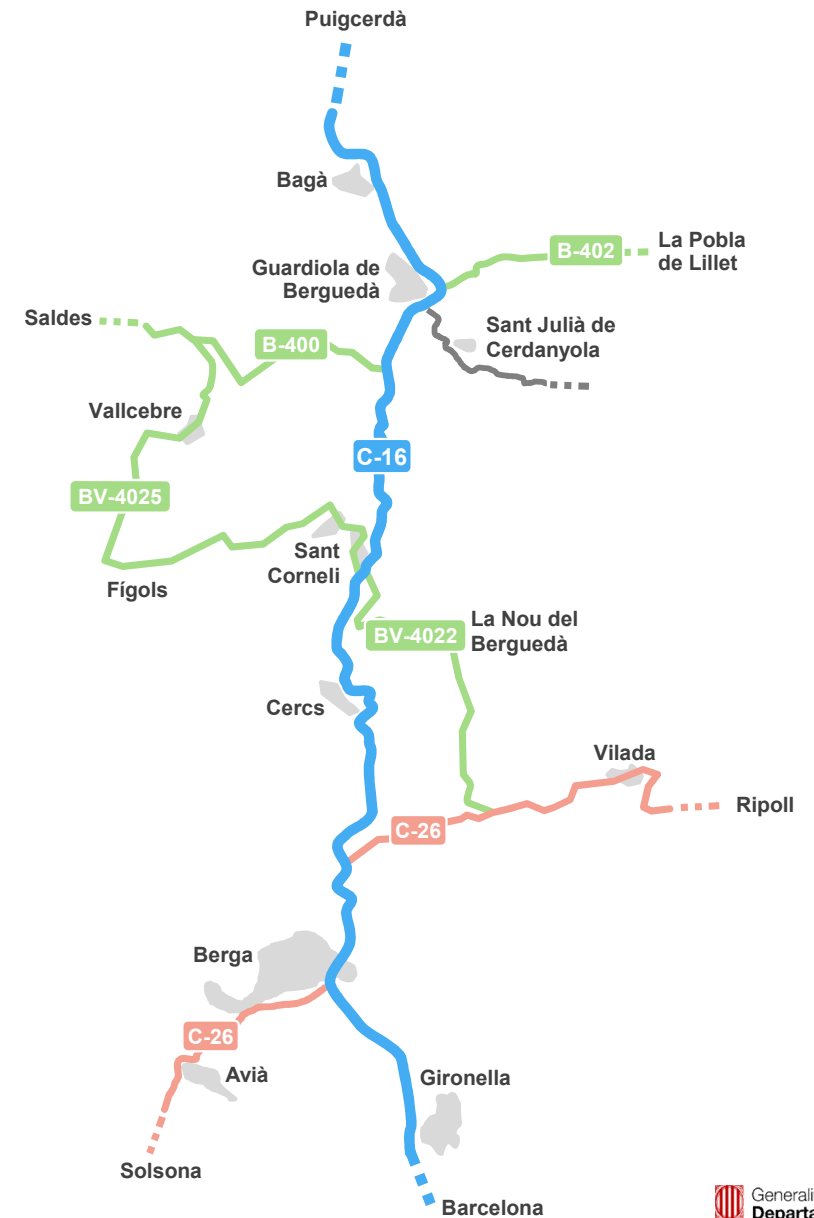 Puigcerdà
Bagà
B-402
La Pobla
de Lillet
Guardiola de
Berguedà
Saldes
B-400
Sant Julià de
Cerdanyola
Vallcebre
C-16
BV-4025
Sant
Corneli
Fígols
BV-4022
La Nou del
Berguedà
Cercs
Vilada
Ripoll
C-26
Berga
C-26
Avià
Gironella
Solsona
Barcelona